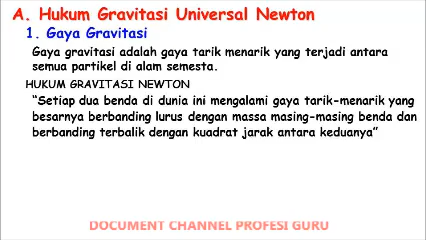 A. Hukum Gravitasi Universal Newton
1. Gaya Gravitasi
Gaya gravitasi adalah gaya tarik menarik yang terjadi antara
semua partikel di alam semesta.
HUKUM GRAVITASI NEWTON
“Setiap dua benda di dunia ini mengalami gaya tarik-menarik yang
besarnya berbanding lurus dengan massa masing-masing benda dan
berbanding terbalik dengan kuadrat jarak antara keduanya”
DOCUMENT CHANNEL PROFESI GURU